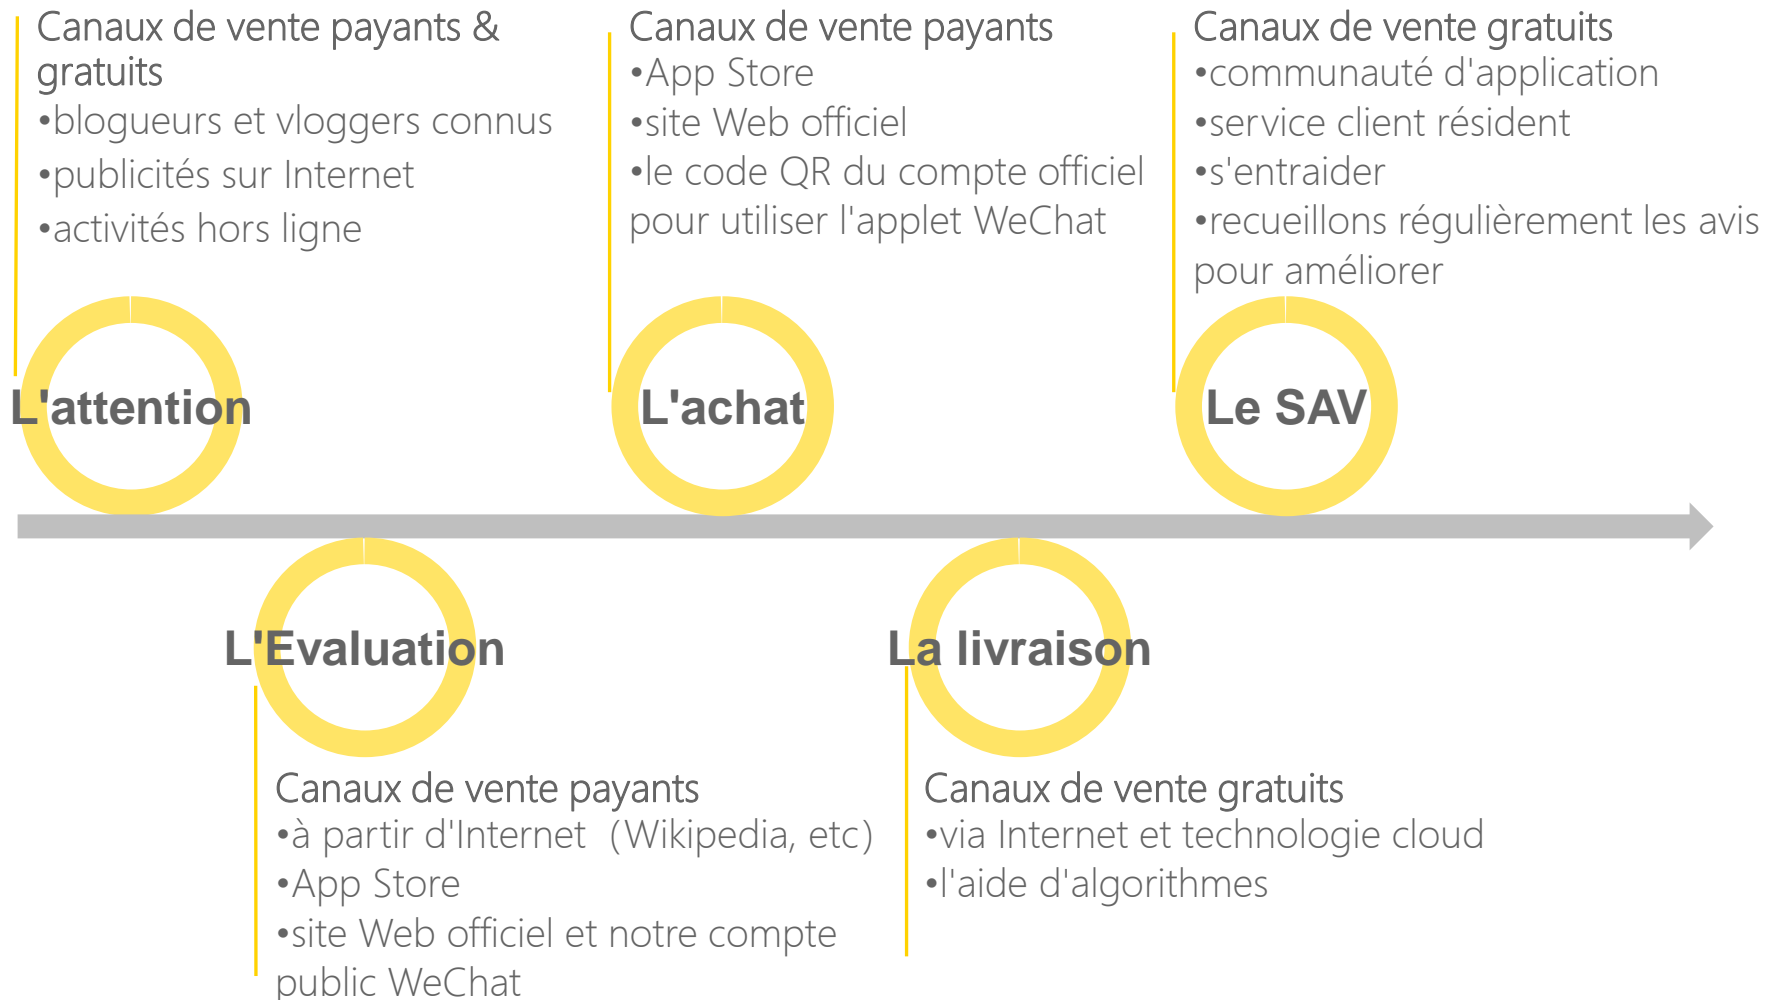 Canaux de vente payants &
gratuits
•blogueurs et vloggers connus
•publicités sur Internet
•activités hors ligne
L'attention
Canaux de vente payants
•App Store
•site Web officiel
•le code QR du compte officiel
pour utiliser l'applet WeChat
L'achat
Canaux de vente gratuits
•communauté d'application
•service client résident
•s'entraider
•recueillons régulièrement les avis
pour améliorer
Le SAV
L'Evaluation
Canaux de vente payants
•à partir d'Internet  (Wikipedia, etc)
•App Store
•site Web officiel et notre compte
public WeChat
La livraison
Canaux de vente gratuits
•via Internet et technologie cloud
•l'aide d'algorithmes